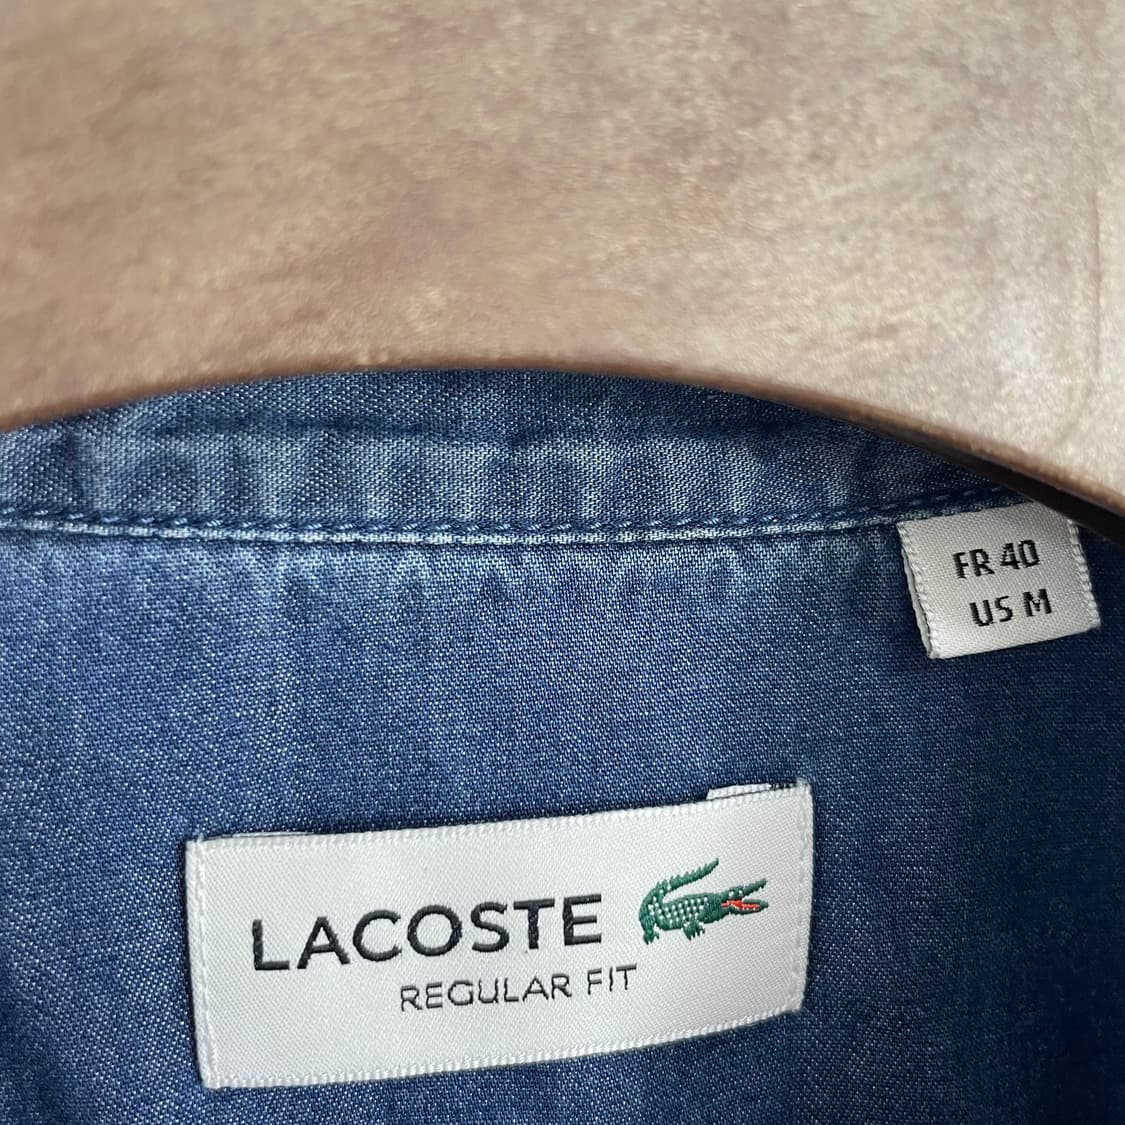 FR 40
US M
LACOSTE
REGULAR FIT